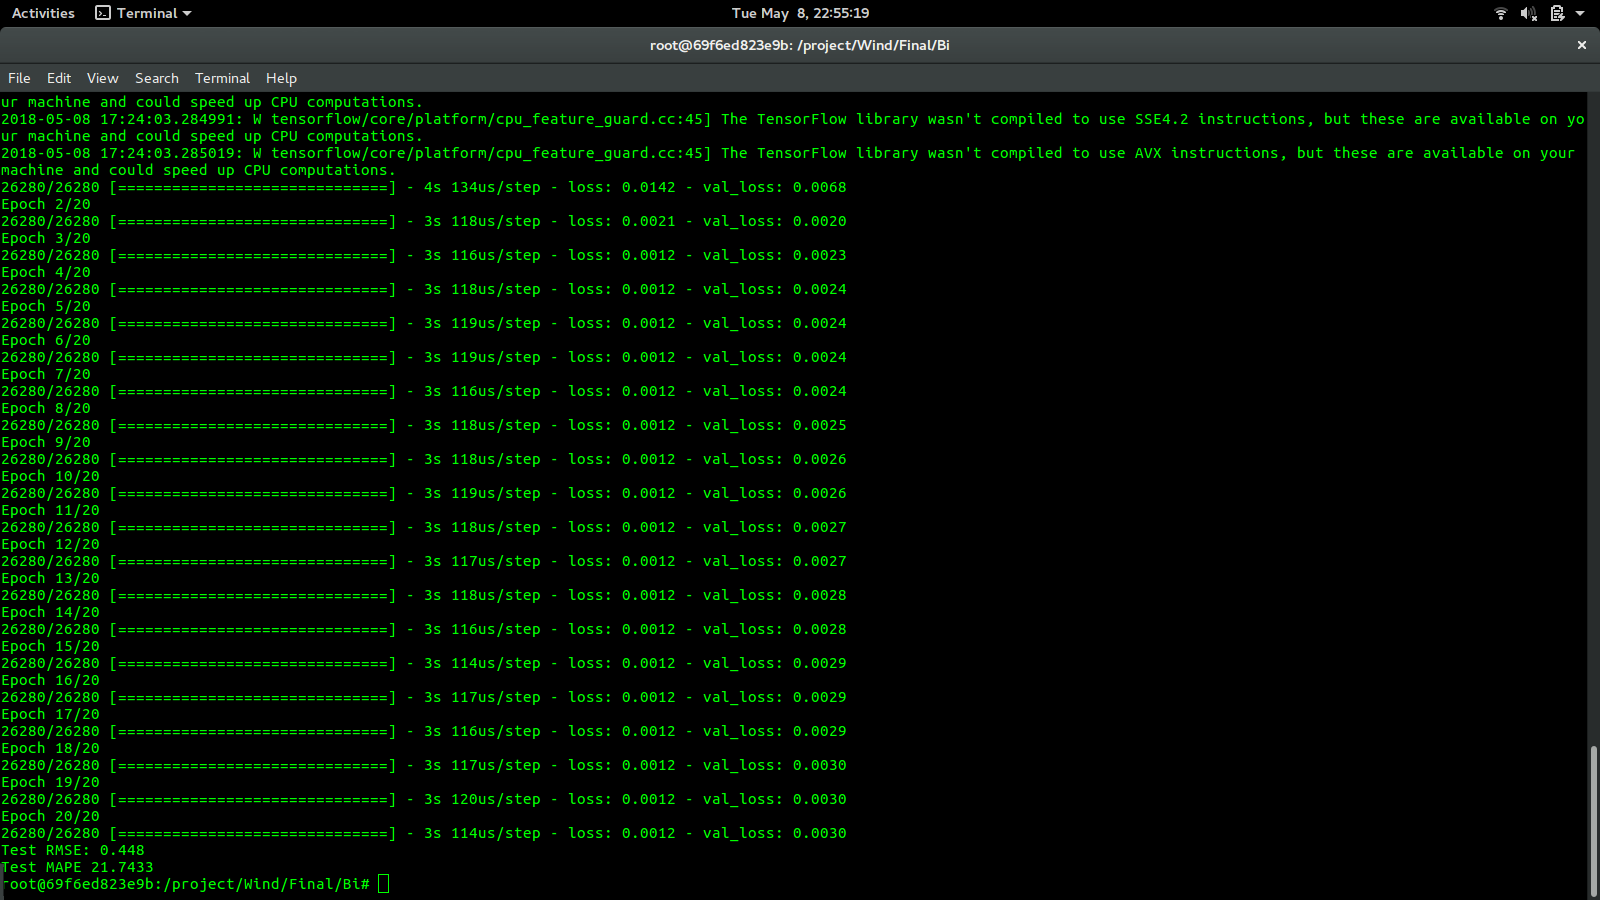 Activities Terminal Tue May 8, 22:55:19
root@69f6ed823e9b: /project/Wind/Final/Bi
File Edit View Search Terminal Help
ur machine and could speed up CPU computations.
2018-05-08 17:24:03.284991: W tensorflow/core/platform/cpu_feature_guard.cc:45] The TensorFlow library wasn't compiled to use SSE4.2 instructions, but these are available on yo
ur machine and could speed up CPU computations.
2018-05-08 17:24:03.285019: W tensorflow/core/platform/cpu_feature_guard.cc:45] The TensorFlow library wasn't compiled to use AVX instructions, but these are available on your
machine and could speed up CPU computations.
26280/26280 [==============================] - 4s 134us/step - loss: 0.0142 - val_loss: 0.0068
Epoch 2/20
26280/26280 [==============================] - 3s 118us/step - loss: 0.0021 - val_loss: 0.0020
Epoch 3/20
26280/26280 [==============================] - 3s 116us/step - loss: 0.0012 - val_loss: 0.0023
Epoch 4/20
26280/26280 [==============================] - 3s 118us/step - loss: 0.0012 - val_loss: 0.0024
Epoch 5/20
26280/26280 [==============================] - 3s 119us/step - loss: 0.0012 - val_loss: 0.0024
Epoch 6/20
26280/26280 [==============================] - 3s 119us/step - loss: 0.0012 - val_loss: 0.0024
Epoch 7/20
26280/26280 [==============================] - 3s 116us/step - loss: 0.0012 - val_loss: 0.0024
Epoch 8/20
26280/26280 [==============================] - 3s 118us/step - loss: 0.0012 - val_loss: 0.0025
Epoch 9/20
26280/26280 [==============================] - 3s 118us/step - loss: 0.0012 - val_loss: 0.0026
Epoch 10/20
26280/26280 [==============================] - 3s 119us/step - loss: 0.0012 - val_loss: 0.0026
Epoch 11/20
26280/26280 [==============================] - 3s 118us/step - loss: 0.0012 - val_loss: 0.0027
Epoch 12/20
26280/26280 [==============================] - 3s 117us/step - loss: 0.0012 - val_loss: 0.0027
Epoch 13/20
26280/26280 [==============================] - 3s 118us/step - loss: 0.0012 - val_loss: 0.0028
Epoch 14/20
26280/26280 [==============================] - 3s 116us/step - loss: 0.0012 - val_loss: 0.0028
Epoch 15/20
26280/26280 [==============================] - 3s 114us/step - loss: 0.0012 - val_loss: 0.0029
Epoch 16/20
26280/26280 [==============================] - 3s 117us/step - loss: 0.0012 - val_loss: 0.0029
Epoch 17/20
26280/26280 [==============================] - 3s 116us/step - loss: 0.0012 - val_loss: 0.0029
Epoch 18/20
26280/26280 [==============================] - 3s 117us/step - loss: 0.0012 - val_loss: 0.0030
Epoch 19/20
26280/26280 [==============================] - 3s 120us/step - loss: 0.0012 - val_loss: 0.0030
Epoch 20/20
26280/26280 [==============================] - 3s 114us/step - loss: 0.0012 - val_loss: 0.0030
Test RMSE: 0.448
Test MAPE 21.7433
root@69f6ed823e9b:/project/Wind/Final/Bi#